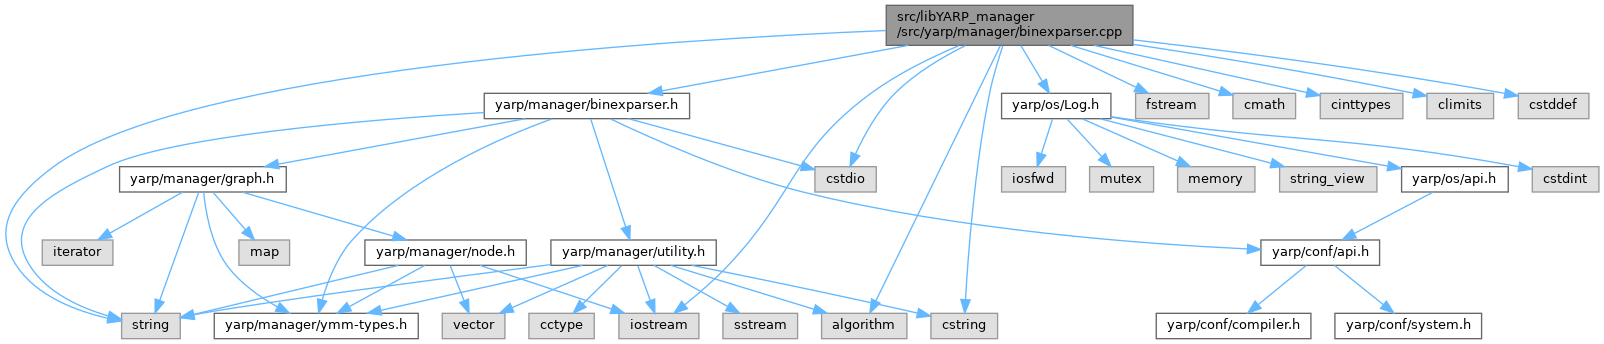 src/libYARP_manager
/src/yarp/manager/binexparser.cpp
yarp/manager/binexparser.h
yarp/os/Log.h
fstream
cmath
cinttypes
climits
cstddef
yarp/manager/graph.h
cstdio
iosfwd
mutex
memory
string_view
yarp/os/api.h
cstdint
iterator
map
yarp/manager/node.h
yarp/manager/utility.h
yarp/conf/api.h
string
yarp/manager/ymm-types.h
vector
cctype
iostream
sstream
algorithm
cstring
yarp/conf/compiler.h
yarp/conf/system.h